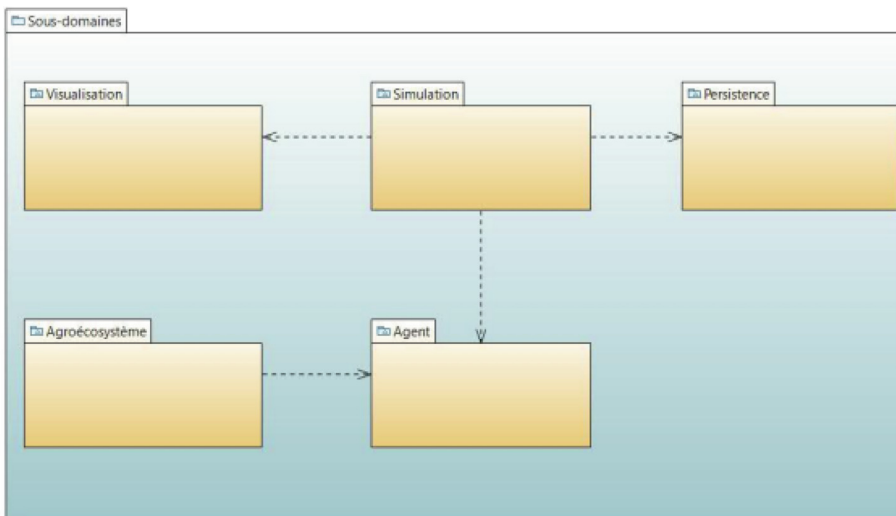 Sous-domaines
Visualisation
Simulation
Persistence
Agroécosystème
Agent